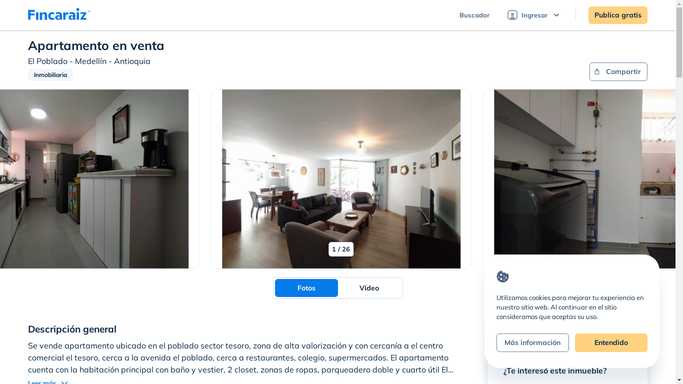 Fincaraiz
Buscador
Ingresar
Publica gratis
Apartamento en venta
El Poblado - Medellín - Antioquia
Inmobiliaria
Compartir
1 / 26
Fotos
Video
Descripción general
Se vende apartamento ubicado en el poblado sector tesoro, zona de alta valorización y con cercanía a el centro
comercial el tesoro, cerca a la avenida el poblado, cerca a restaurantes, colegio, supermercados. El apartamento
cuenta con la habitación principal con baño y vestier, 2 closet, zonas de ropas, parqueadero doble y cuarto útil El...
Leer más
Utilizamos cookies para mejorar tu experiencia en
nuestro sitio web. Al continuar en el sitio
consideramos que aceptas su uso.
Más información
Entendido
¿Te interesó este inmueble?